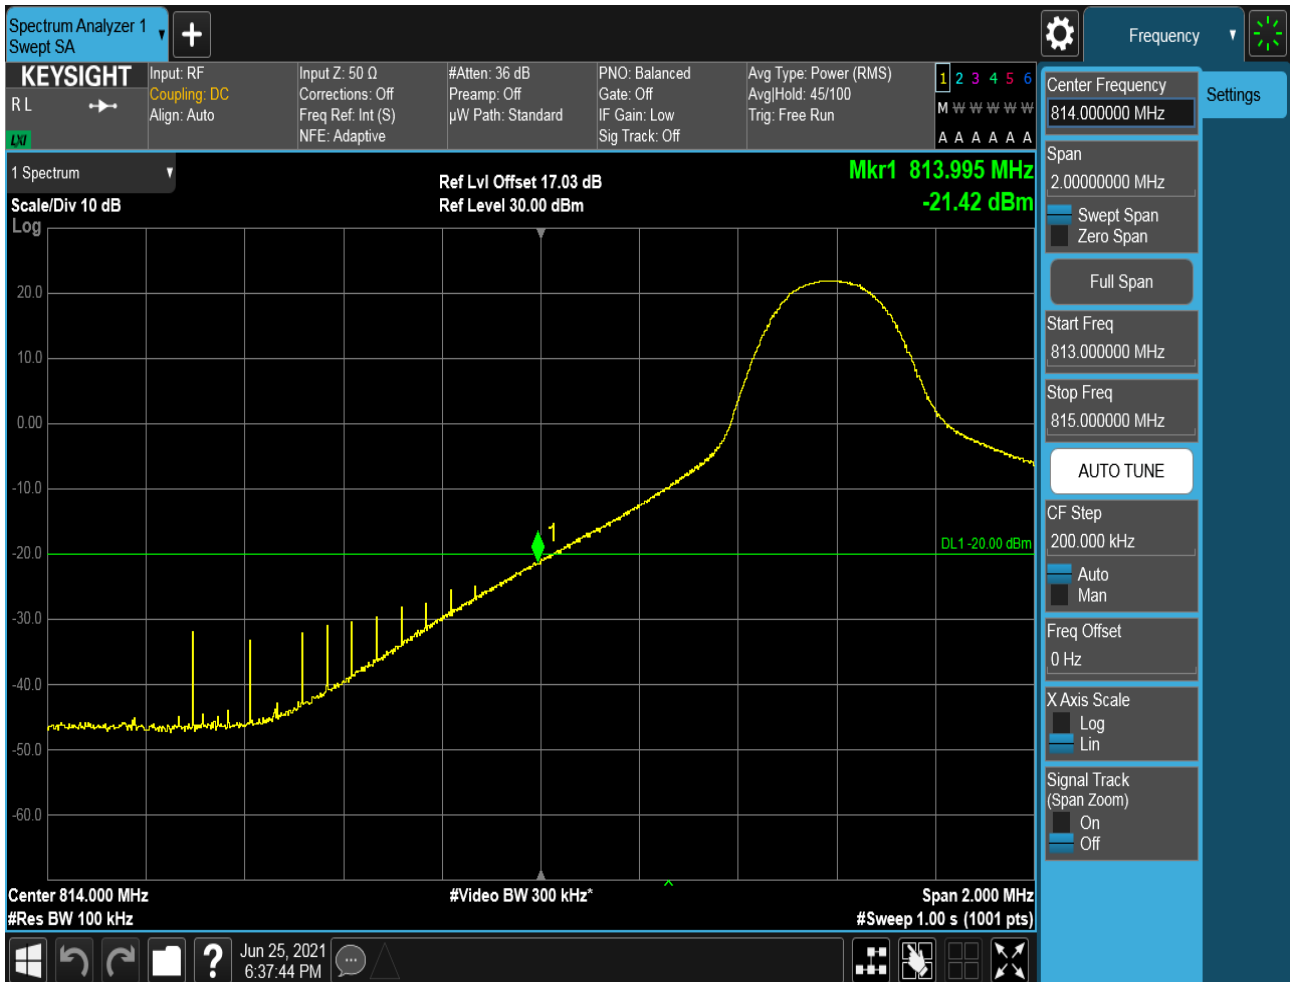 Spectrum Analyzer 1
Swept SA
+
Frequency
KEYSIGHT
R L
LXI
Input: RF
Coupling: DC
Align: Auto
Input Z: 50 Ω
Corrections: Off
Freq Ref: Int (S)
NFE: Adaptive
#Atten: 36 dB
Preamp: Off
µW Path: Standard
PNO: Balanced
Gate: Off
IF Gain: Low
Sig Track: Off
Avg Type: Power (RMS)
Avg|Hold: 45/100
Trig: Free Run
1 2 3 4 5 6
M W W W W W
A A A A A A
1 Spectrum
Scale/Div 10 dB
Log
Ref Lvl Offset 17.03 dB
Ref Level 30.00 dBm
Mkr1 813.995 MHz
-21.42 dBm
20.0
10.0
0.00
-10.0
-20.0
-30.0
-40.0
-50.0
-60.0
1
DL1 -20.00 dBm
Center 814.000 MHz
#Res BW 100 kHz
#Video BW 300 kHz*
Span 2.000 MHz
#Sweep 1.00 s (1001 pts)
?
Jun 25, 2021
6:37:44 PM
Center Frequency
814.000000 MHz
Settings
Span
2.00000000 MHz
Swept Span
Zero Span
Full Span
Start Freq
813.000000 MHz
Stop Freq
815.000000 MHz
AUTO TUNE
CF Step
200.000 kHz
Auto
Man
Freq Offset
0 Hz
X Axis Scale
Log
Lin
Signal Track
(Span Zoom)
On
Off